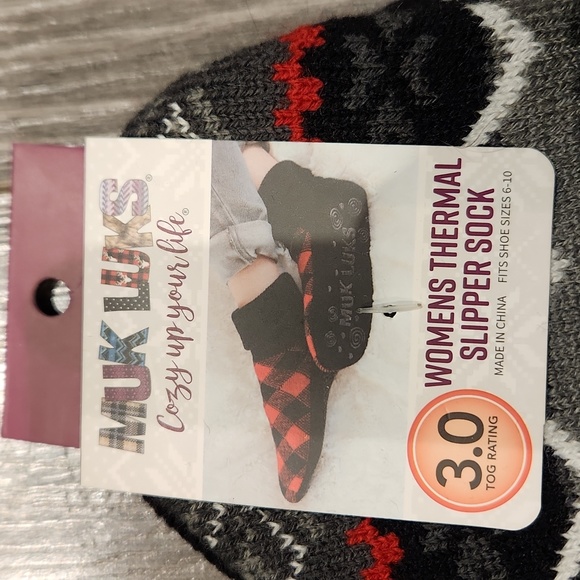 MUK LUKS®
Cozy up your life®
MUK LUKS
WOMENS THERMAL
SLIPPER SOCK
MADE IN CHINA FITS SHOE SIZES 6-10
3.0
TOG RATING